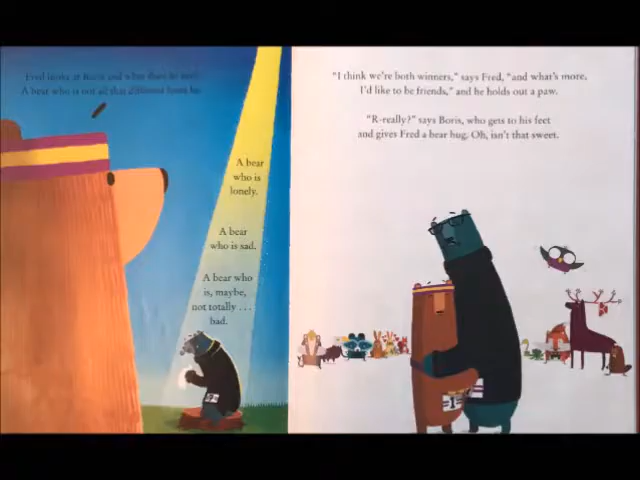 Fred looks at Boris and what does he see?
A bear who is not all that different from he.
A bear
who is
lonely.
A bear
who is sad.
A bear who
is, maybe,
not totally . . .
bad.
"I think we're both winners," says Fred, "and what's more,
I'd like to be friends," and he holds out a paw.
"R-really?" says Boris, who gets to his feet
and gives Fred a bear hug. Oh, isn't that sweet.
1